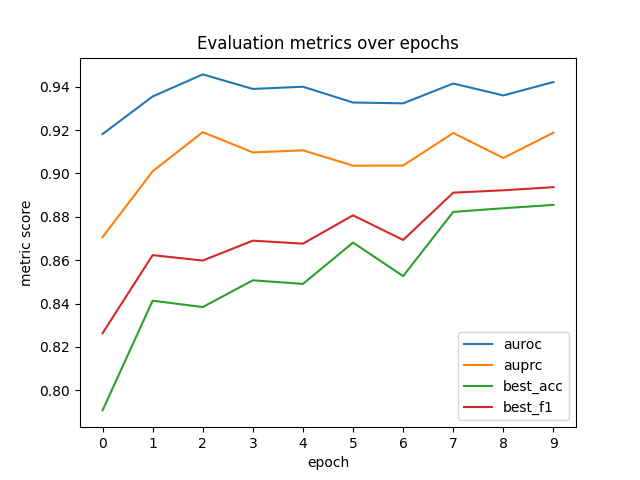 Evaluation metrics over epochs
metric score
0.94
0.92
0.90
0.88
0.86
0.84
0.82
0.80
auroc
auprc
best_acc
best_f1
0 1 2 3 4 5 6 7 8 9
epoch